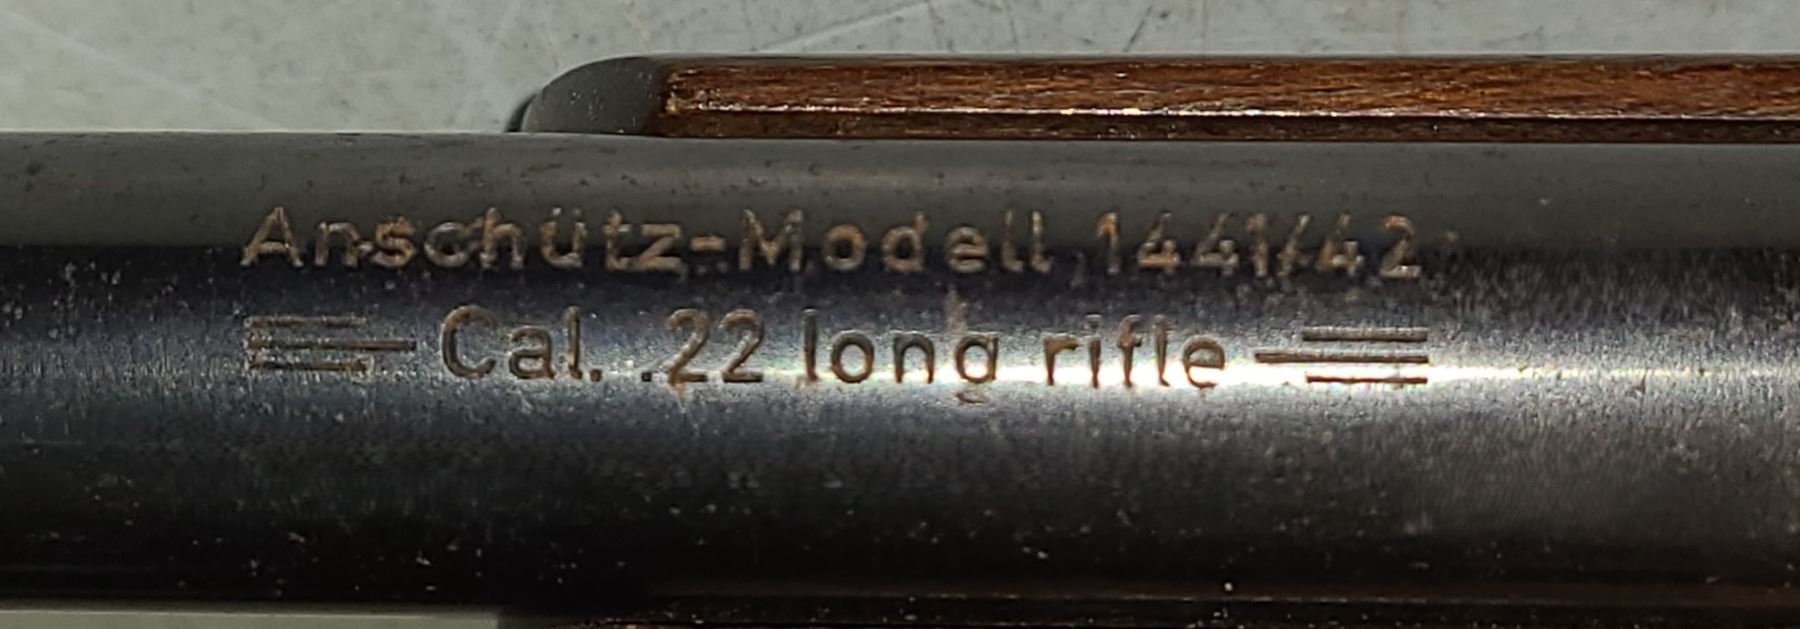 Anschütz-Modell 1441/42
Cal. .22 long rifle